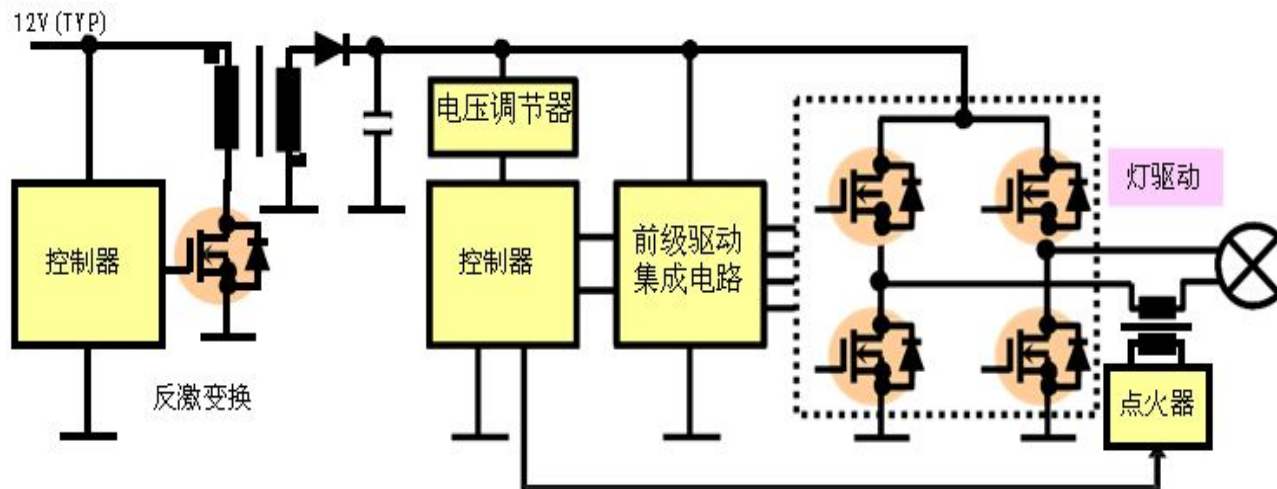 12V (TYP)
电压调节器
灯驱动
控制器
控制器
前级驱动
集成电路
反激变换
点火器